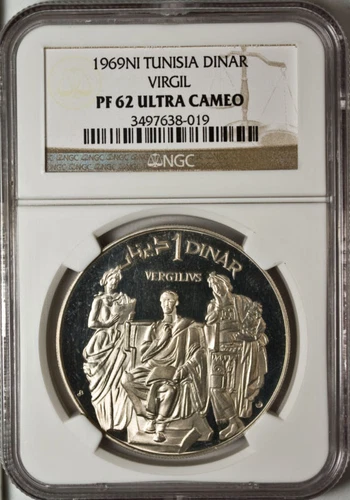 1969NI TUNISIA DINAR
VIRGIL
PF 62 ULTRA CAMEO
3497638-019
NGC
1 DINAR
VERGILIVS